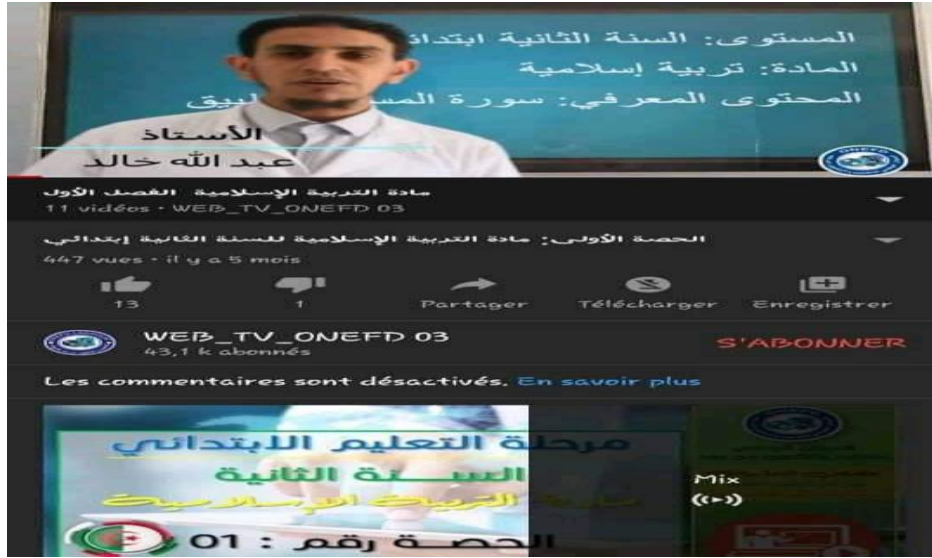 المستوى: السنة الثانية ابتدا
المادة: تربية إسلامية
المحتوى المعرفي: سورة المس
الأستاذ
عبد الله خالد
ONEFD
مادة التربية الإسلامية الفصل الأول
11 vidéos • WEB_TV_ONEFD 03
الحصة الأولى: مادة التربية الإسلامية للسنة الثانية إبتدائي
447 vues • il y a 5 mois
13
1
Partager
Télécharger
Enregistrer
WEB_TV_ONEFD 03
43,1 k abonnés
S'ABONNER
Les commentaires sont désactivés. En savoir plus
مرحلة التعليم الابتدائي
السنة الثانية
مادة التربية الإسلامية
الحصة رقم : 01
Mix